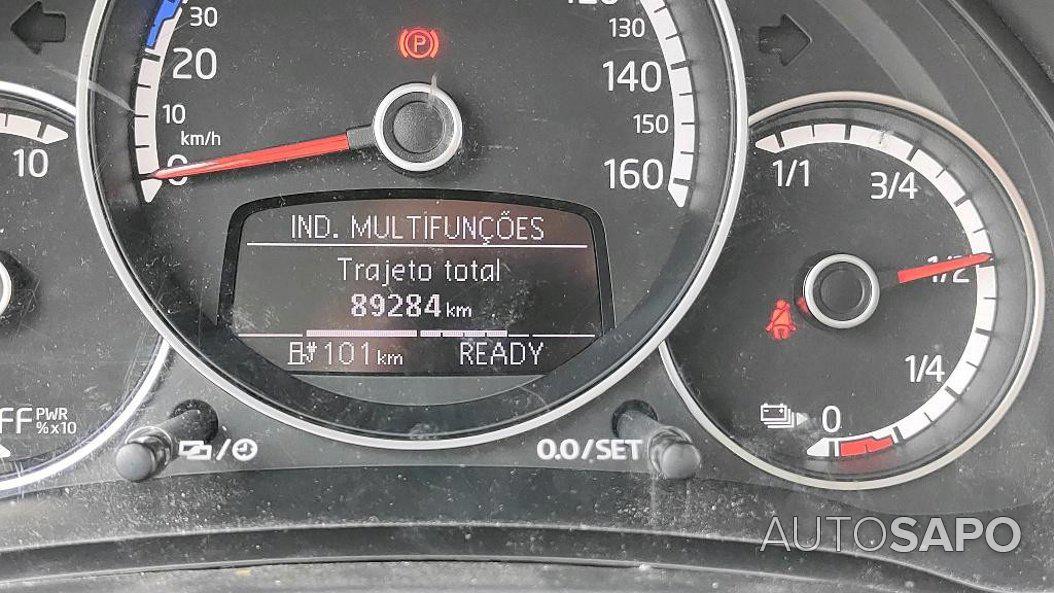 30
20
10
km/h
0
P
130
140
150
160
IND. MULTIFUNÇÕES
Trajeto total
89284 km
101 km READY
10
PWR
%x10
1/1
3/4
1/2
1/4
0
0.0/SET
AUTOSAPO